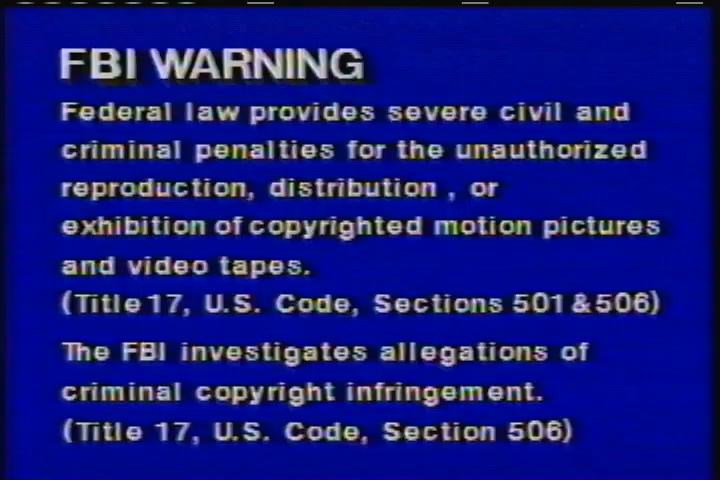 FBI WARNING
Federal law provides severe civil and
criminal penalties for the unauthorized
reproduction, distribution , or
exhibition of copyrighted motion pictures
and video tapes.
(Title 17, U.S. Code, Sections 501 & 506)
The FBI investigates allegations of
criminal copyright infringement.
(Title 17, U.S. Code, Section 506)